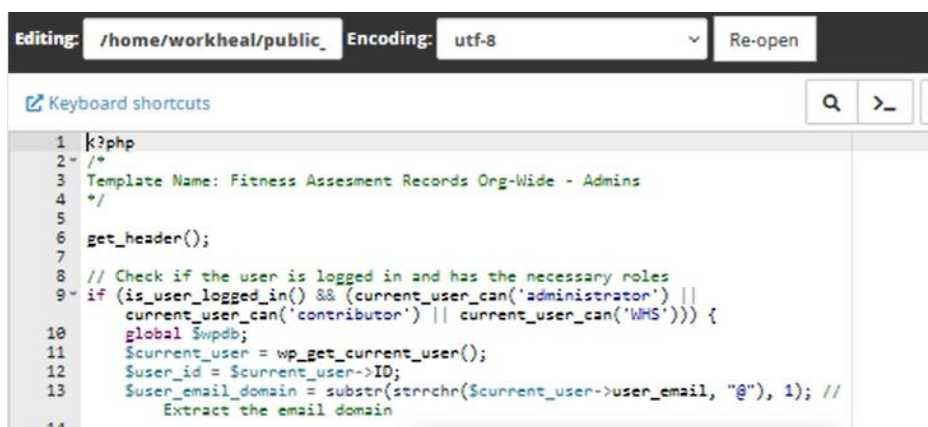 Editing: /home/workheal/public_ Encoding: utf-8 Re-open
Keyboard shortcuts >_
1 <?php
2 /*
3 Template Name: Fitness Assesment Records Org-Wide - Admins
4 */
5
6 get_header();
7
8 // Check if the user is logged in and has the necessary roles
9 if (is_user_logged_in() && (current_user_can('administrator') ||
current_user_can('contributor') || current_user_can('WHS'))) {
10 global $wpdb;
11 $current_user = wp_get_current_user();
12 $user_id = $current_user->ID;
13 $user_email_domain = substr(strrchr($current_user->user_email, "@"), 1); //
Extract the email domain
14